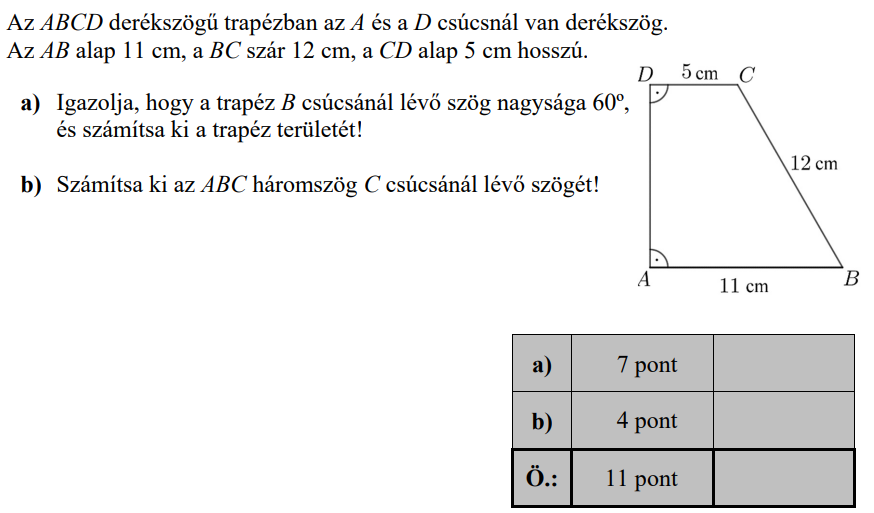 Az ABCD derékszögű trapézban az A és a D csúcsnál van derékszög.
Az AB alap 11 cm, a BC szár 12 cm, a CD alap 5 cm hosszú.
a) Igazolja, hogy a trapéz B csúcsánál lévő szög nagysága 60º,
és számítsa ki a trapéz területét!
b) Számítsa ki az ABC háromszög C csúcsánál lévő szögét!
D 5 cm C
12 cm
A 11 cm B
a) 7 pont
b) 4 pont
Ö.: 11 pont